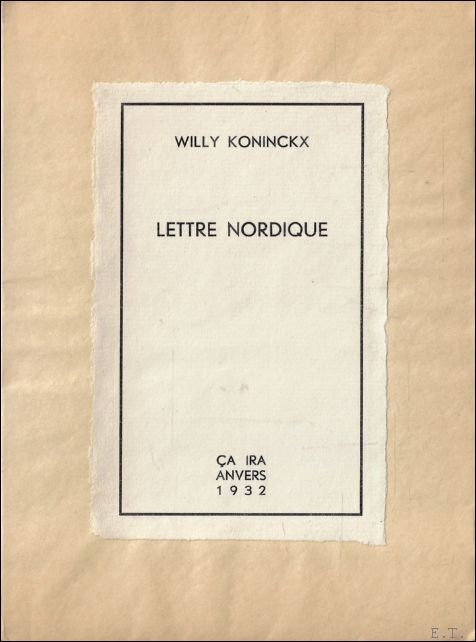 WILLY KONINCKX
LETTRE NORDIQUE
ÇA IRA
ANVERS
1932
E.T.